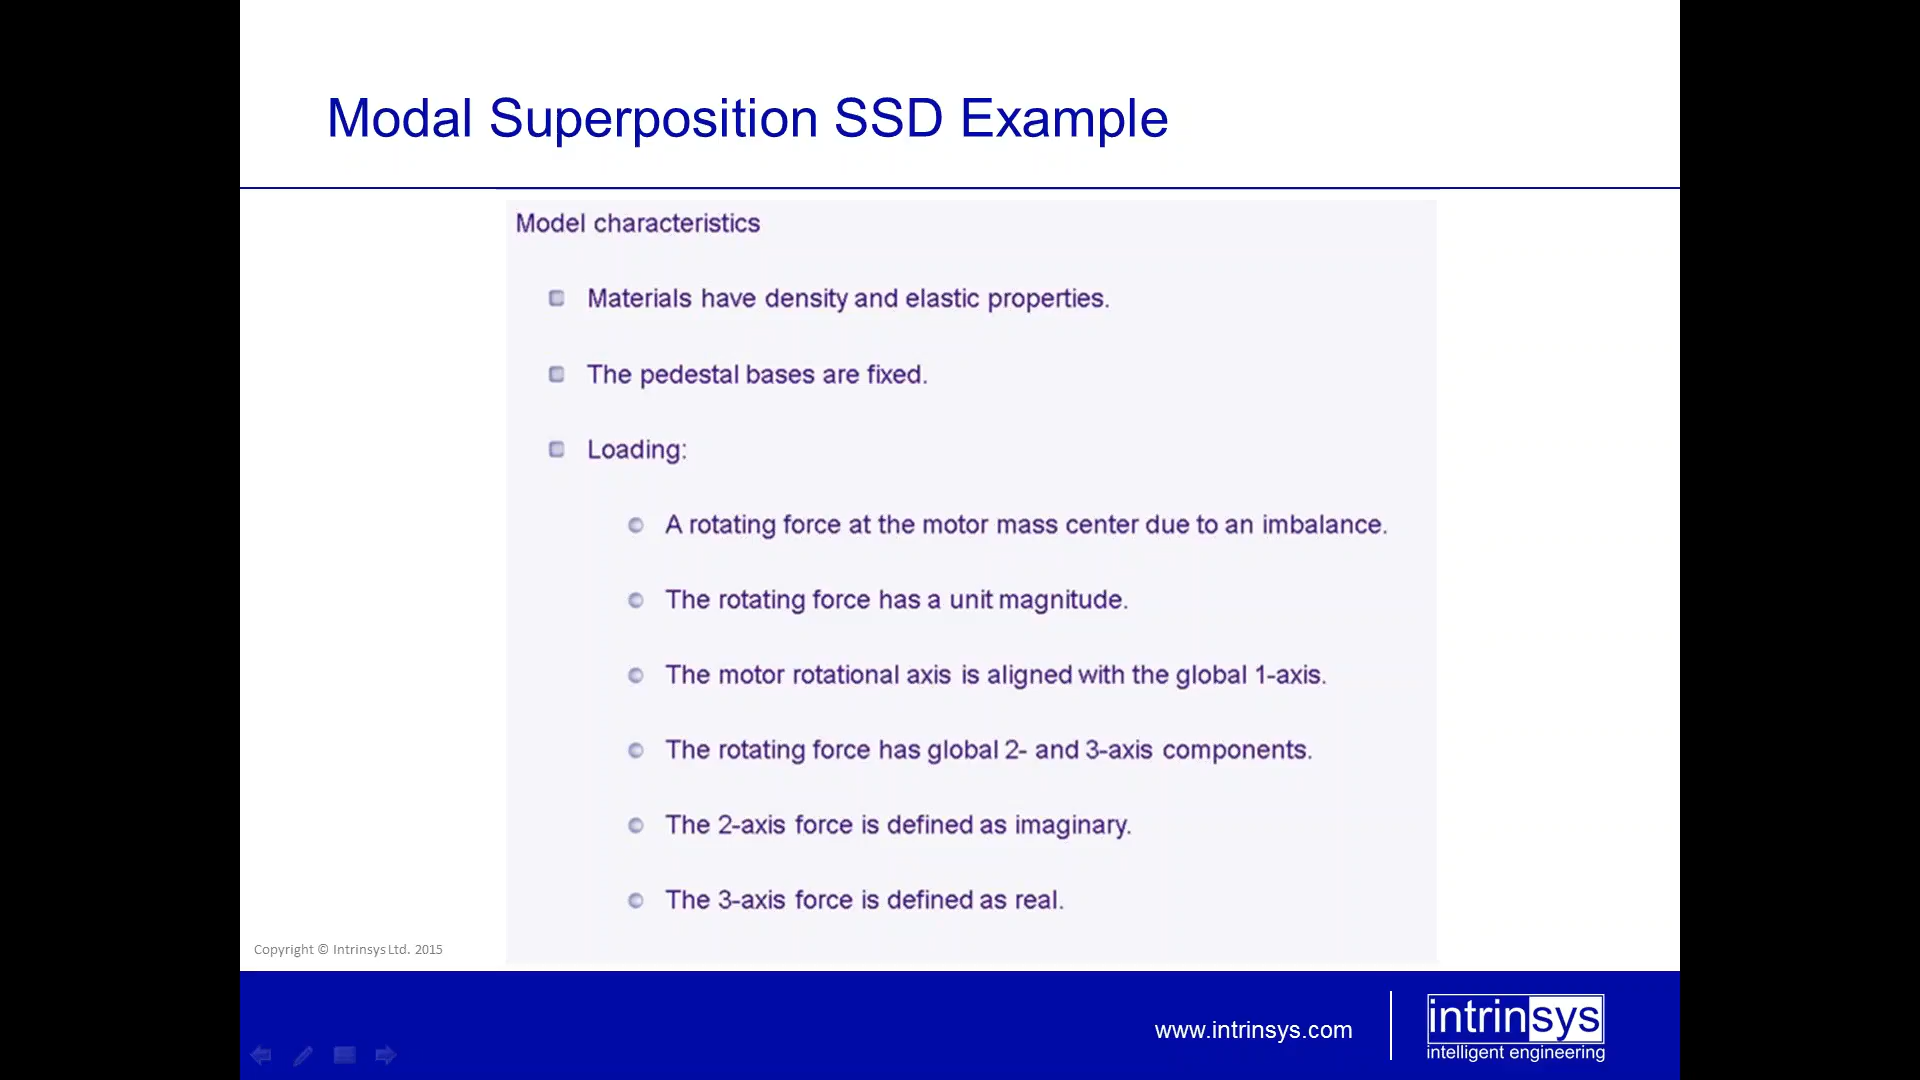 Modal Superposition SSD Example
Model characteristics
Materials have density and elastic properties.
The pedestal bases are fixed.
Loading:
A rotating force at the motor mass center due to an imbalance.
The rotating force has a unit magnitude.
The motor rotational axis is aligned with the global 1-axis.
The rotating force has global 2- and 3-axis components.
The 2-axis force is defined as imaginary.
The 3-axis force is defined as real.
Copyright © Intrinsys Ltd. 2015
www.intrinsys.com
intrinsys
intelligent engineering